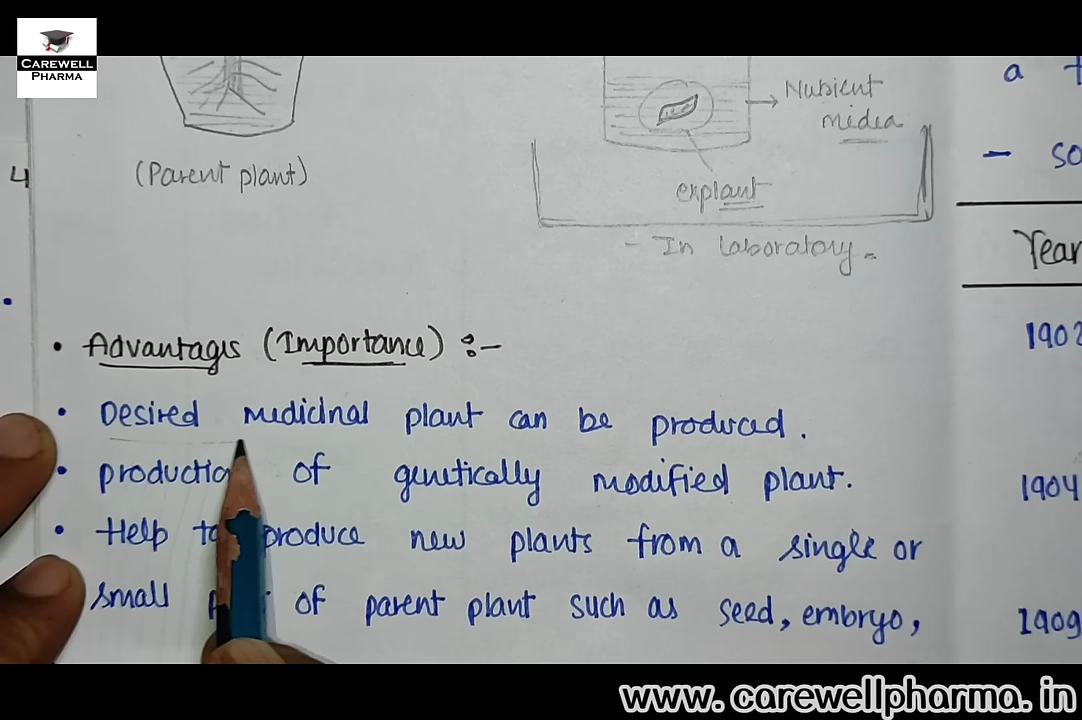 CAREWELL
PHARMA
4
(Parent plant)
Nutrient
media
explant
- In laboratory -
a
- so
Year
• Advantages (Importance) :-
• Desired medicinal plant can be produced.
• production of genetically modified plant.
• Help to produce new plants from a single or
small of parent plant such as seed, embryo,
1902
1904
1909
www.carewellpharma.in